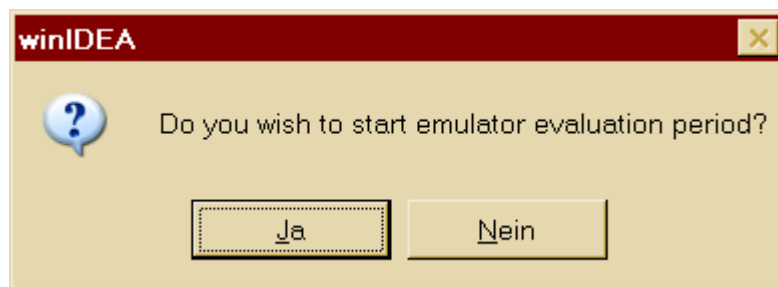 winIDEA
Do you wish to start emulator evaluation period?
Ja
Nein